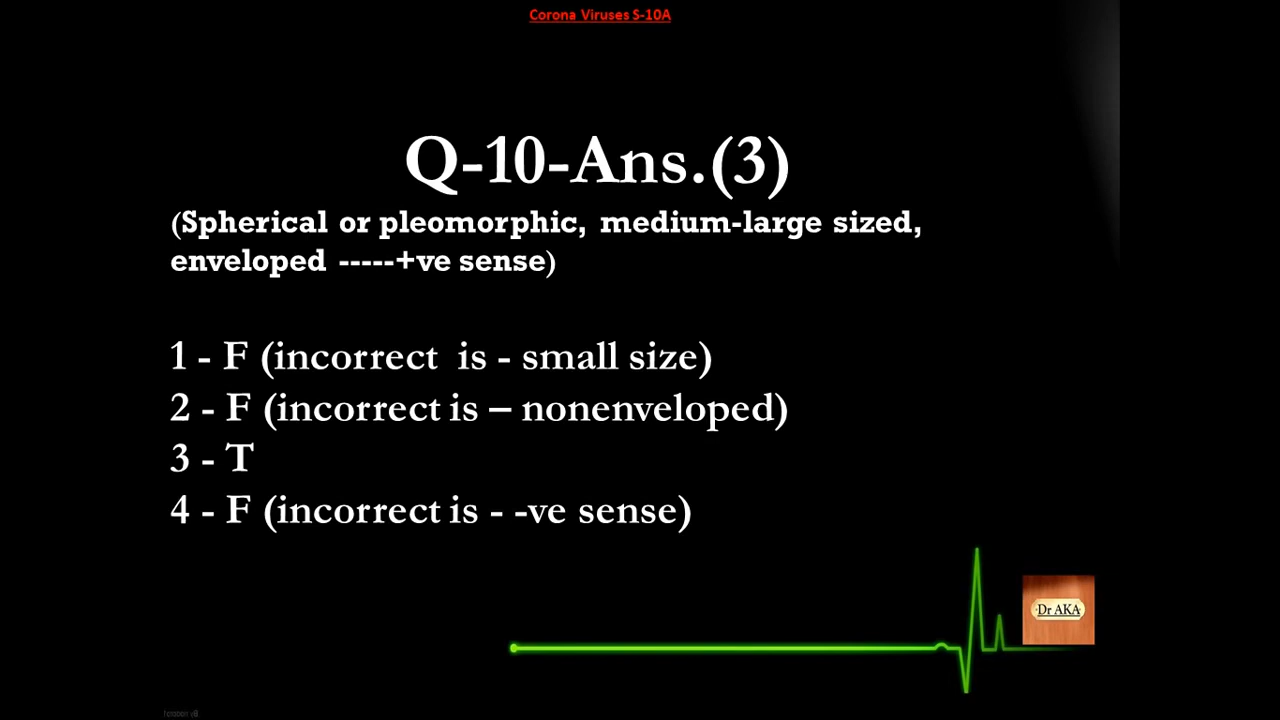 Corona Viruses S-10A
Q-10-Ans.(3)
(Spherical or pleomorphic, medium-large sized,
enveloped -----+ve sense)
1 - F (incorrect is - small size)
2 - F (incorrect is – nonenveloped)
3 - T
4 - F (incorrect is - -ve sense)
Dr AKA